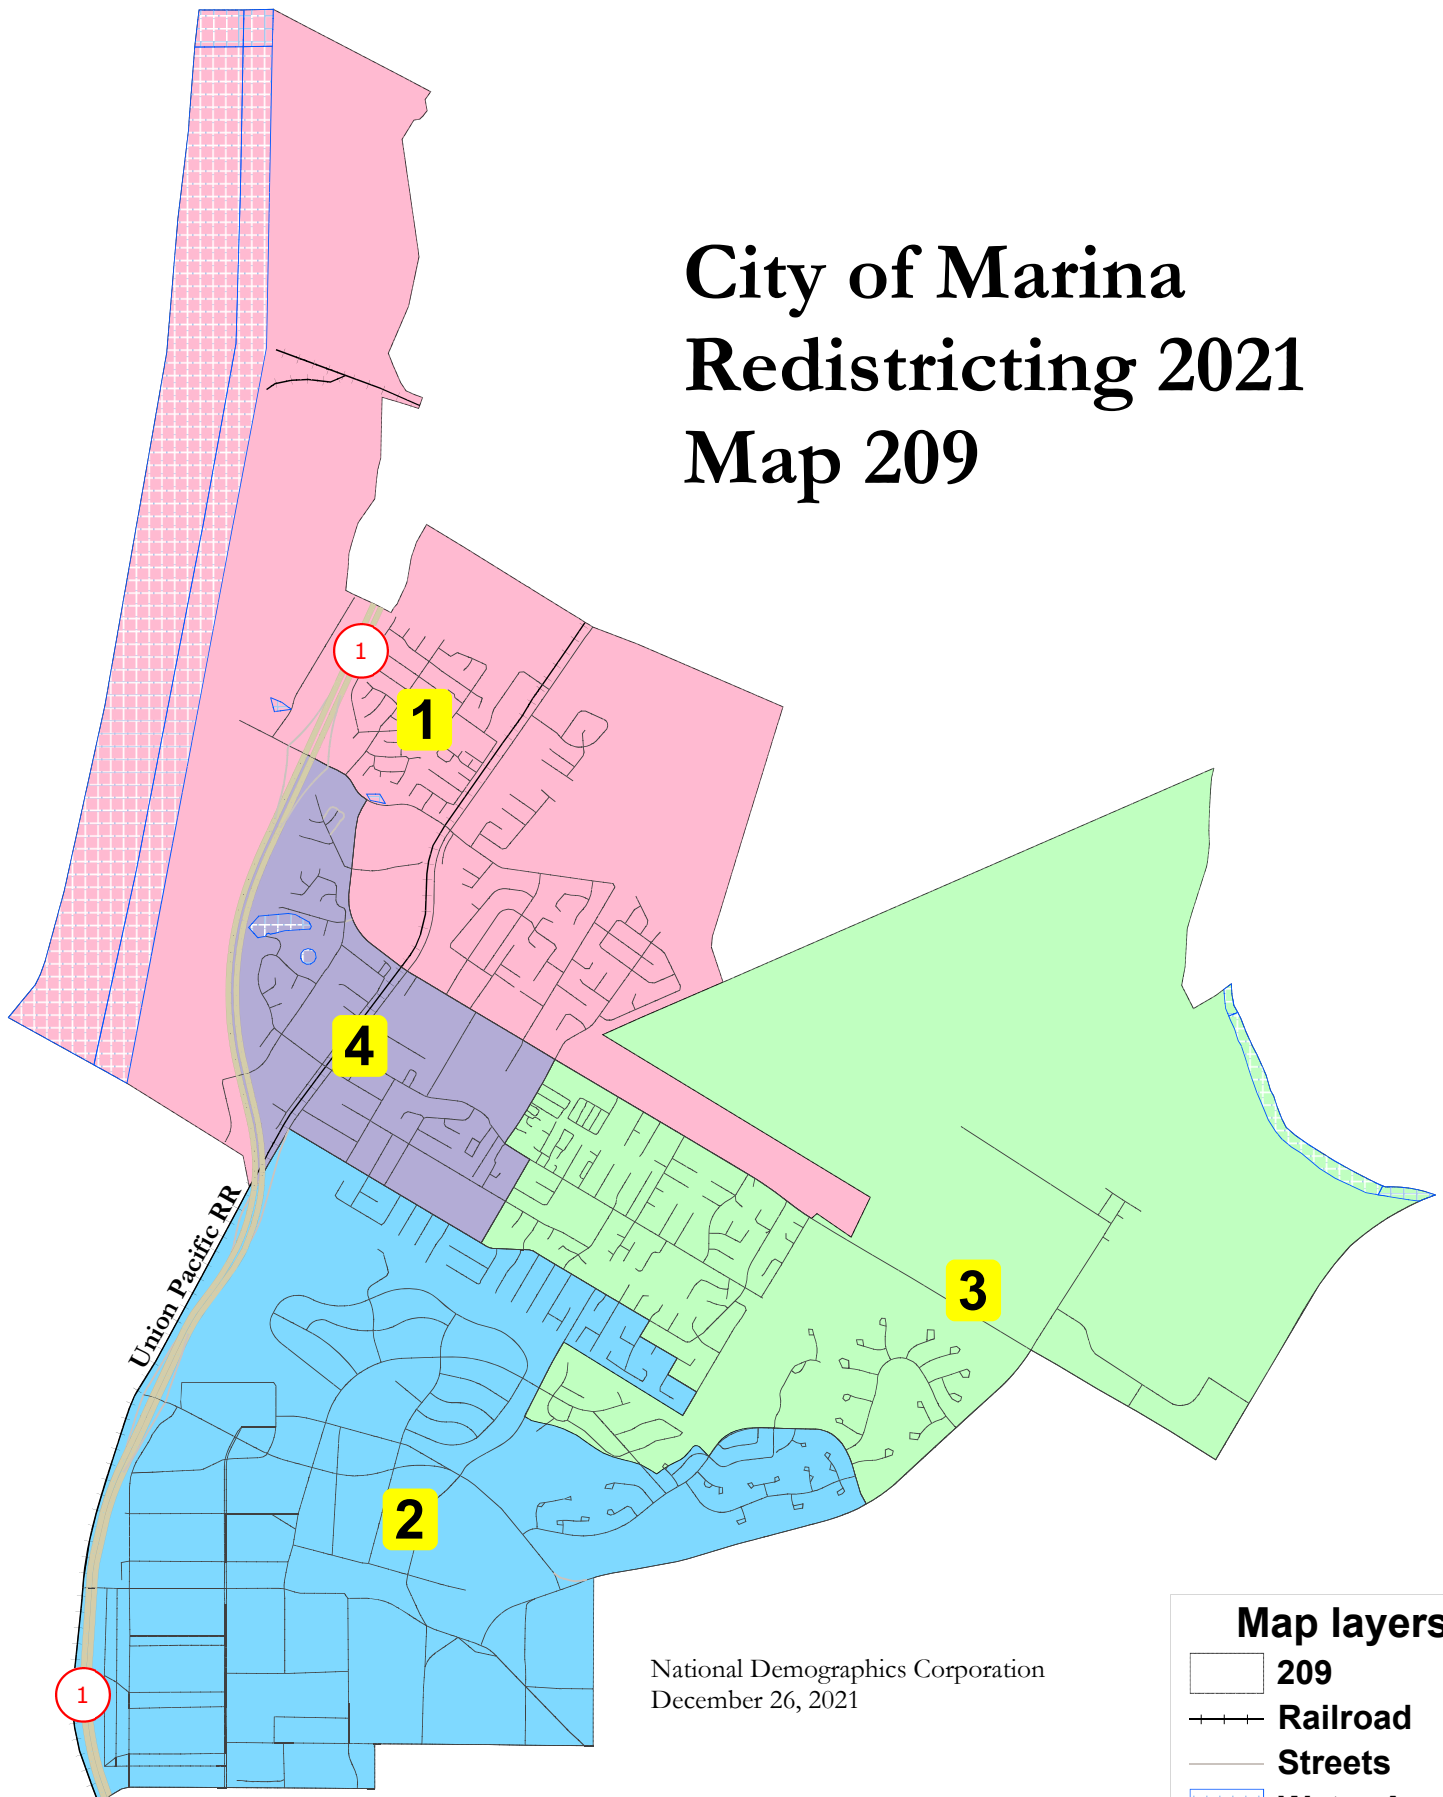 City of Marina
Redistricting 2021
Map 209
1
1
4
Union Pacific RR
3
2
1
National Demographics Corporation
December 26, 2021
Map layers
209
Railroad
Streets